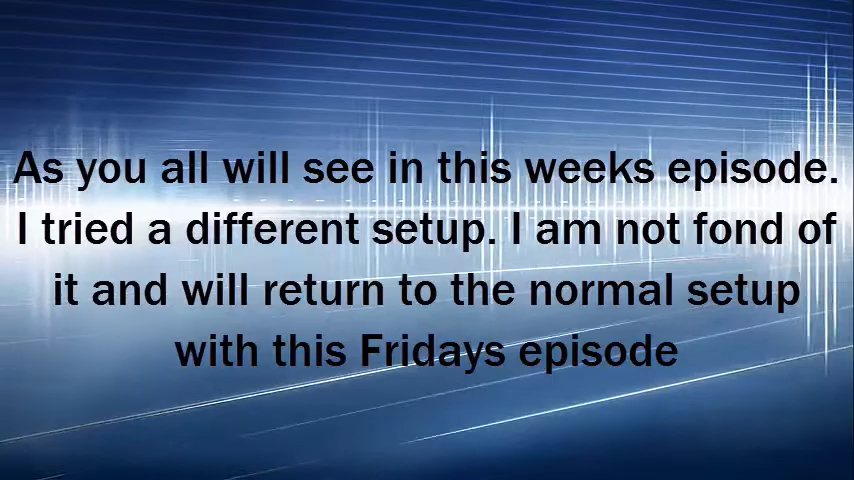 As you all will see in this weeks episode.
I tried a different setup. I am not fond of
it and will return to the normal setup
with this Fridays episode